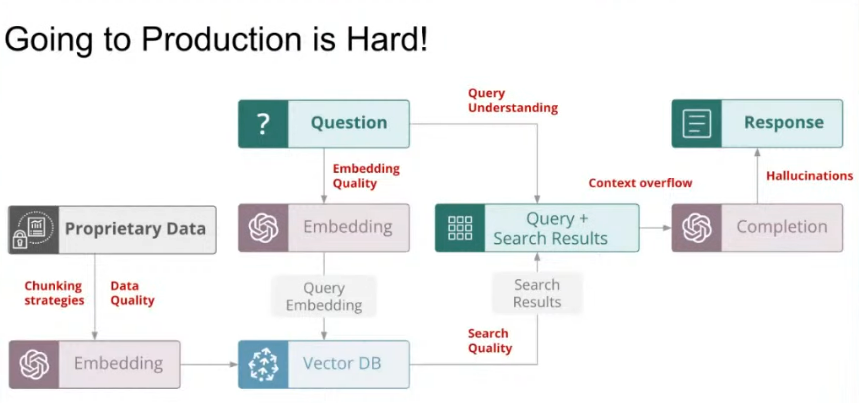 Going to Production is Hard!
Query
Understanding
?
Question
Response
Embedding
Quality
Context overflow
Hallucinations
Proprietary Data
Embedding
Query +
Search Results
Completion
Chunking
strategies
Data
Quality
Query
Embedding
Search
Results
Search
Quality
Embedding
Vector DB